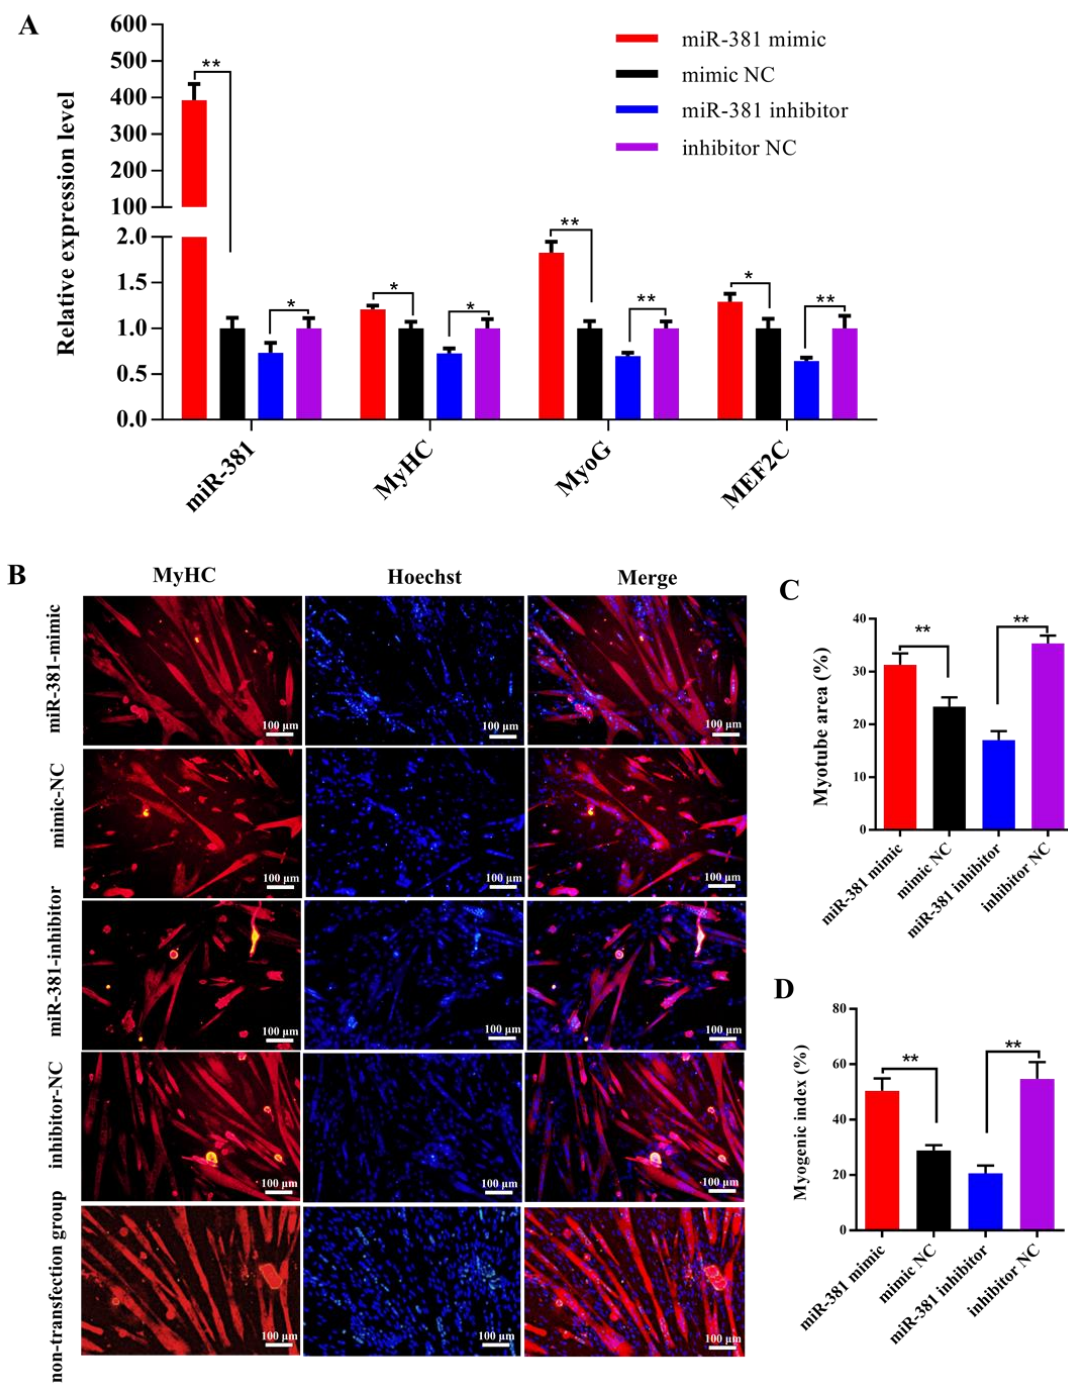 A
600
500
400
300
200
100
2.0
1.5
1.0
0.5
0.0
Relative expression level
**
*
*
*
**
**
*
**
miR-381 mimic
mimic NC
miR-381 inhibitor
inhibitor NC
miR-381
MyHC
MyoG
MEF2C
B
MyHC
Hoechst
Merge
miR-381-mimic
100 μm
100 μm
100 μm
mimic-NC
100 μm
100 μm
100 μm
miR-381-inhibitor
100 μm
100 μm
100 μm
inhibitor-NC
100 μm
100 μm
100 μm
non-transfection group
100 μm
100 μm
100 μm
C
40
30
20
10
0
Myotube area (%)
**
**
miR-381 mimic
mimic NC
miR-381 inhibitor
inhibitor NC
D
80
60
40
20
0
Myogenic index (%)
**
**
miR-381 mimic
mimic NC
miR-381 inhibitor
inhibitor NC